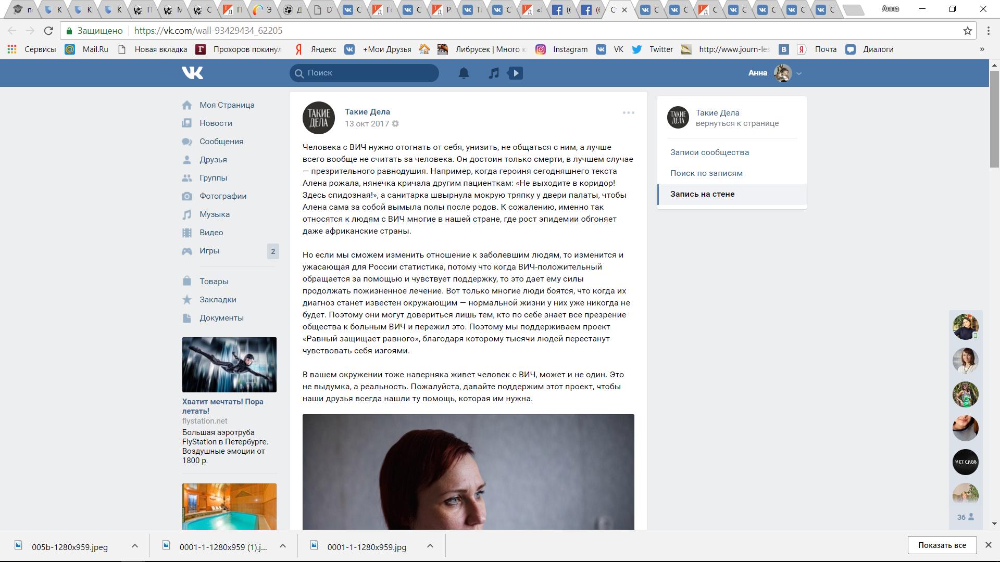 n
К
К
К
П
М
С
П
Э
Д
D
С
Г
С
Р
Т
С
«
(6
(6
С
С
С
С
С
С
С
С
Анна
Защищено
https://vk.com/wall-93429434_62205
Сервисы
Mail.Ru
Новая вкладка
Прохоров покинул
Яндекс
+Мои Друзья
Либрусек | Много к
Instagram
VK
Twitter
http://www.journ-les
Почта
Диалоги
»
Поиск
Анна
Моя Страница
Новости
Сообщения
Друзья
Группы
Фотографии
Музыка
Видео
Игры
2
Товары
Закладки
Документы
Хватит мечтать! Пора
летать!
flystation.net
Большая аэротруба
FlyStation в Петербурге.
Воздушные эмоции от
1800 р.
ТАКИЕ
ДЕЛА
Такие Дела
13 окт 2017
Человека с ВИЧ нужно отогнать от себя, унизить, не общаться с ним, а лучше
всего вообще не считать за человека. Он достоин только смерти, в лучшем случае
— презрительного равнодушия. Например, когда героиня сегодняшнего текста
Алена рожала, нянечка кричала другим пациенткам: «Не выходите в коридор!
Здесь спидозная!», а санитарка швырнула мокрую тряпку у двери палаты, чтобы
Алена сама за собой вымыла полы после родов. К сожалению, именно так
относятся к людям с ВИЧ многие в нашей стране, где рост эпидемии обгоняет
даже африканские страны.
Но если мы сможем изменить отношение к заболевшим людям, то изменится и
ужасающая для России статистика, потому что когда ВИЧ-положительный
обращается за помощью и чувствует поддержку, то это дает ему силы
продолжать пожизненное лечение. Вот только многие люди боятся, что когда их
диагноз станет известен окружающим — нормальной жизни у них уже никогда не
будет. Поэтому они могут довериться лишь тем, кто по себе знает все презрение
общества к больным ВИЧ и пережил это. Поэтому мы поддерживаем проект
«Равный защищает равного», благодаря которому тысячи людей перестанут
чувствовать себя изгоями.
В вашем окружении тоже наверняка живет человек с ВИЧ, может и не один. Это
не выдумка, а реальность. Пожалуйста, давайте поддержим этот проект, чтобы
наши друзья всегда нашли ту помощь, которая им нужна.
ТАКИЕ
ДЕЛА
Такие Дела
вернуться к странице
Записи сообщества
Поиск по записям
Запись на стене
НЕТ СЛОВ
36
005b-1280x959.jpeg
0001-1-1280x959 (1).j...
0001-1-1280x959.jpg
Показать все